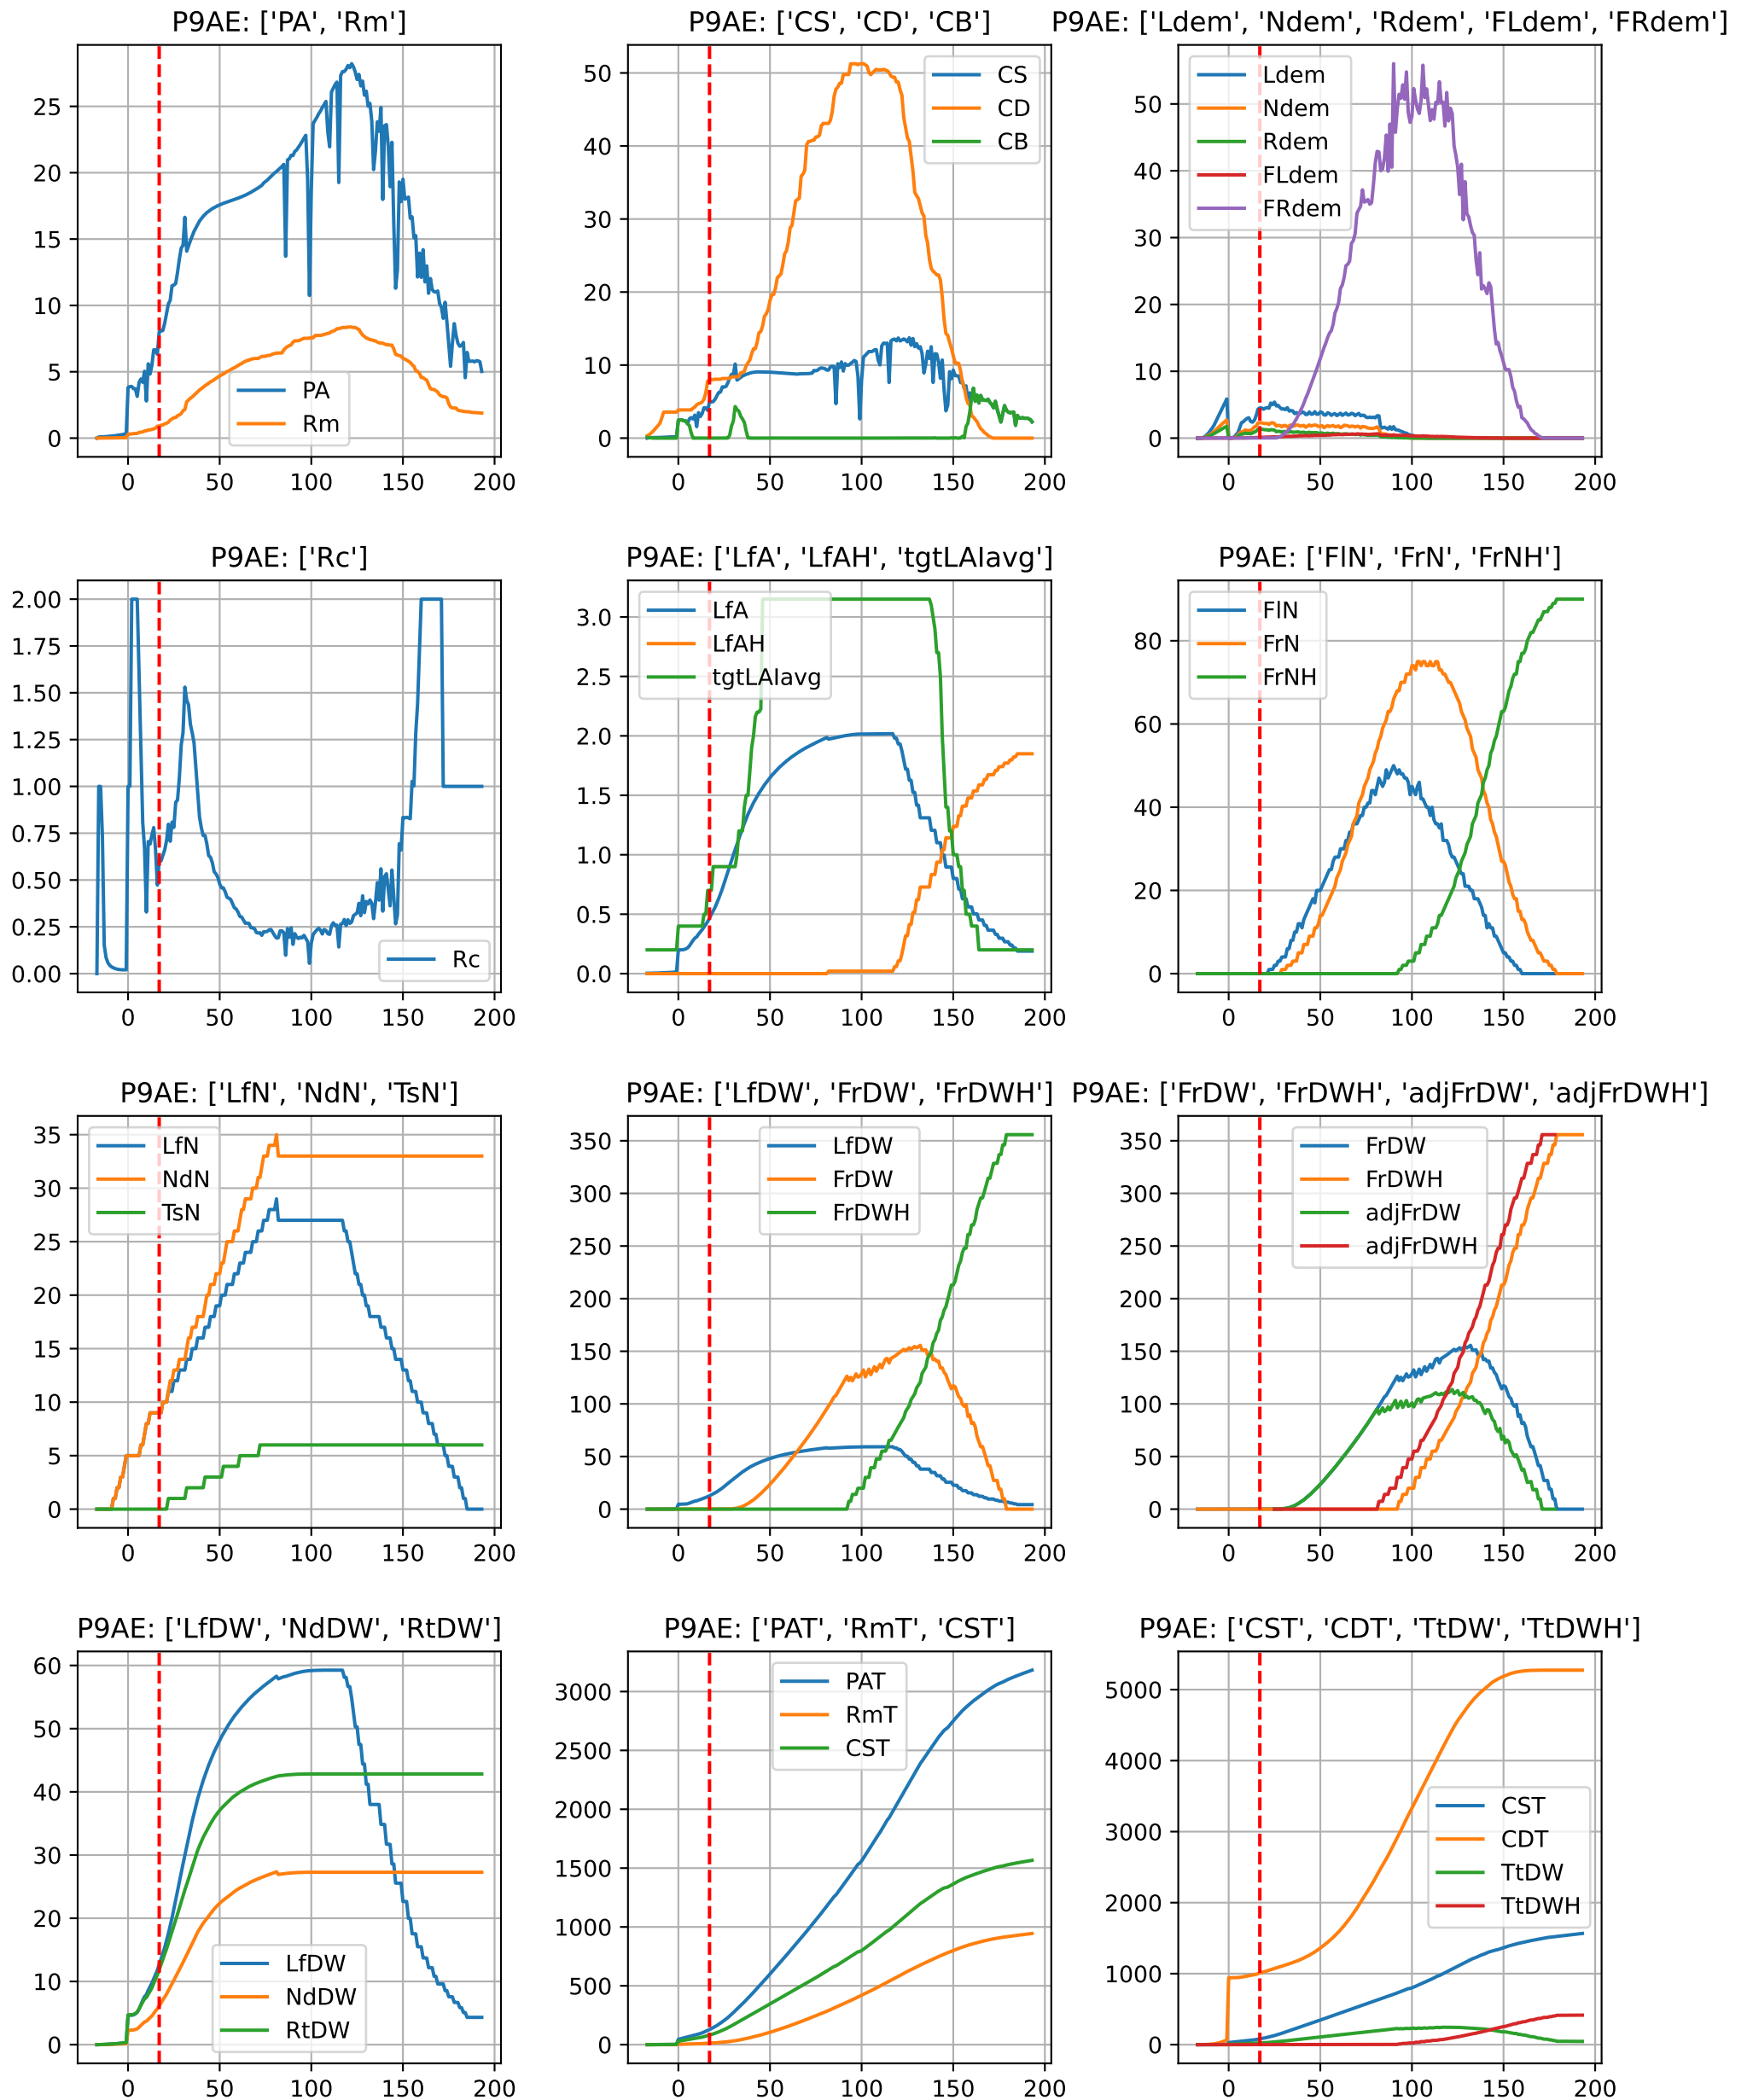 P9AE: ['PA', 'Rm']
25
20
15
10
5
0
PA
Rm
0 50 100 150 200
P9AE: ['CS', 'CD', 'CB']
50
40
30
20
10
0
CS
CD
CB
0 50 100 150 200
P9AE: ['Ldem', 'Ndem', 'Rdem', 'FLdem', 'FRdem']
50
40
30
20
10
0
Ldem
Ndem
Rdem
FLdem
FRdem
0 50 100 150 200
P9AE: ['Rc']
2.00
1.75
1.50
1.25
1.00
0.75
0.50
0.25
0.00
Rc
0 50 100 150 200
P9AE: ['LfA', 'LfAH', 'tgtLAIavg']
3.0
2.5
2.0
1.5
1.0
0.5
0.0
LfA
LfAH
tgtLAIavg
0 50 100 150 200
P9AE: ['FlN', 'FrN', 'FrNH']
80
60
40
20
0
FlN
FrN
FrNH
0 50 100 150 200
P9AE: ['LfN', 'NdN', 'TsN']
35
30
25
20
15
10
5
0
LfN
NdN
TsN
0 50 100 150 200
P9AE: ['LfDW', 'FrDW', 'FrDWH']
350
300
250
200
150
100
50
0
LfDW
FrDW
FrDWH
0 50 100 150 200
P9AE: ['FrDW', 'FrDWH', 'adjFrDW', 'adjFrDWH']
350
300
250
200
150
100
50
0
FrDW
FrDWH
adjFrDW
adjFrDWH
0 50 100 150 200
P9AE: ['LfDW', 'NdDW', 'RtDW']
60
50
40
30
20
10
0
LfDW
NdDW
RtDW
0 50 100 150 200
P9AE: ['PAT', 'RmT', 'CST']
3000
2500
2000
1500
1000
500
0
PAT
RmT
CST
0 50 100 150 200
P9AE: ['CST', 'CDT', 'TtDW', 'TtDWH']
5000
4000
3000
2000
1000
0
CST
CDT
TtDW
TtDWH
0 50 100 150 200